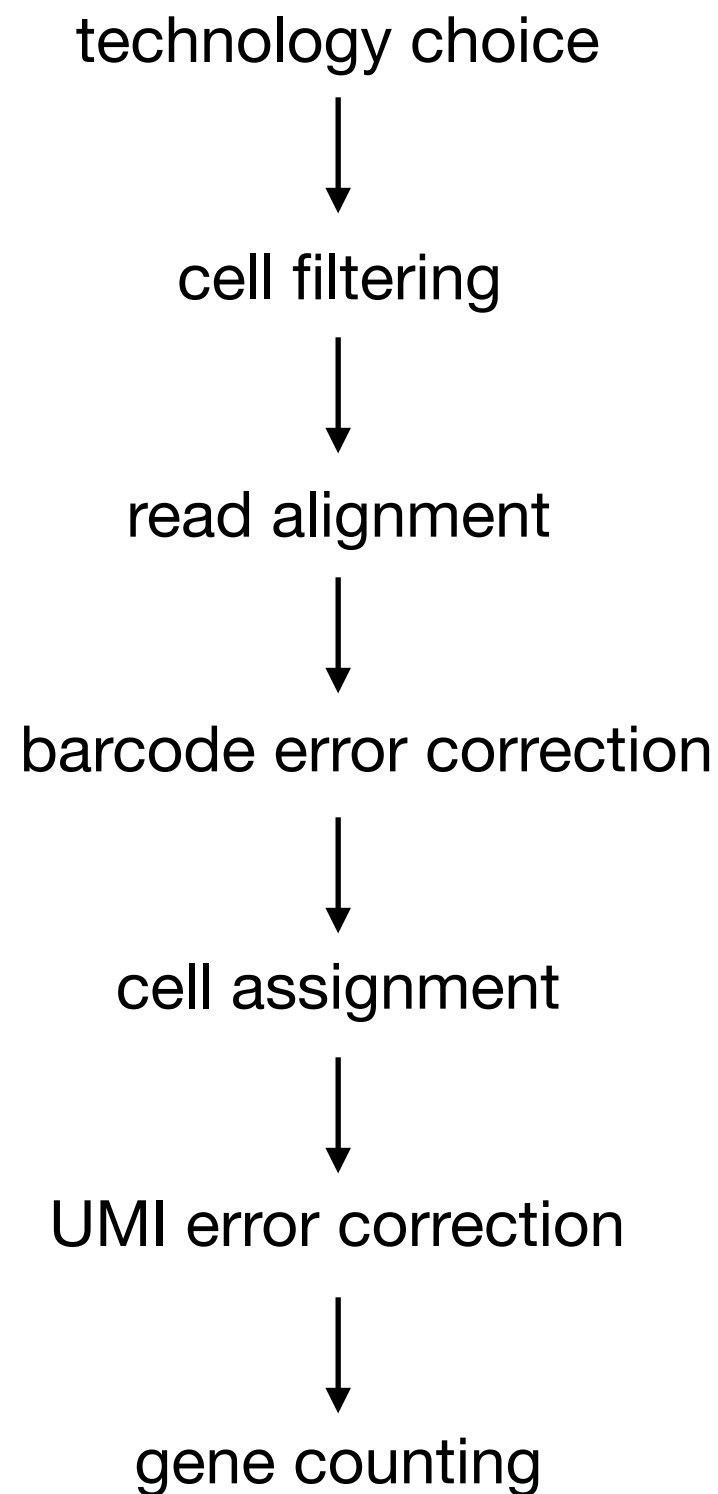 technology choice
cell filtering
read alignment
barcode error correction
cell assignment
UMI error correction
gene counting